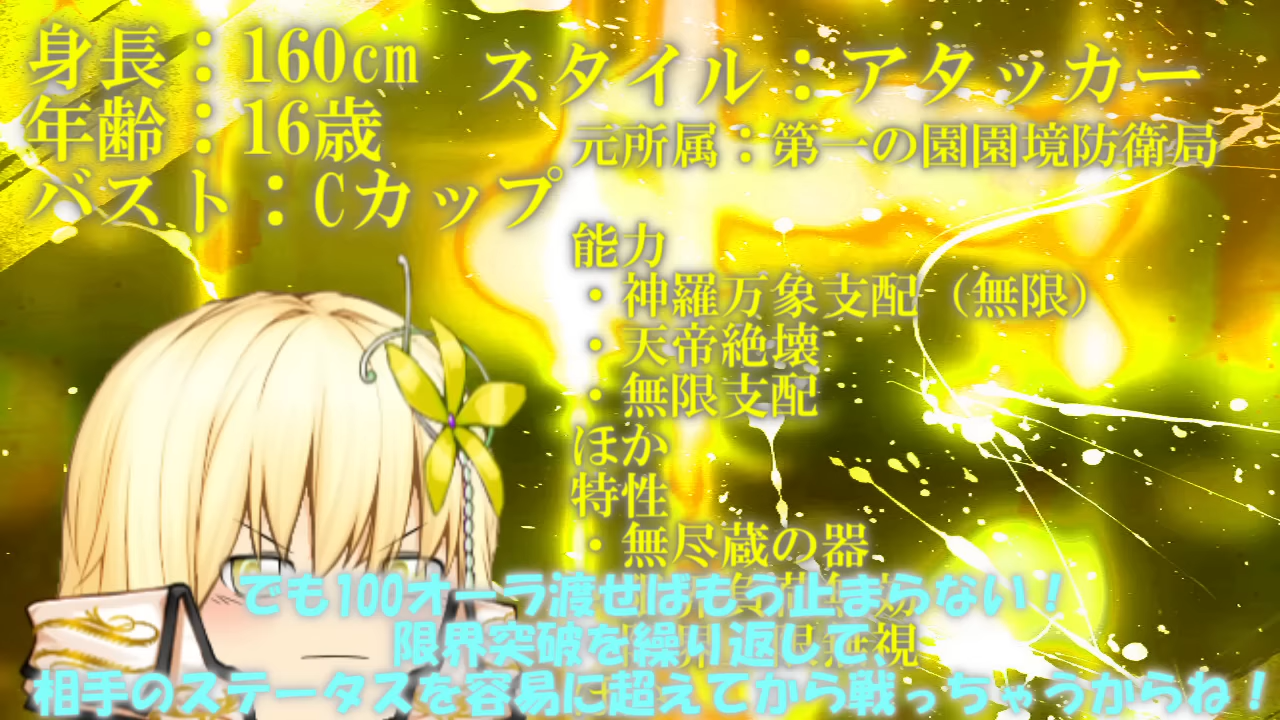 身長：160cm
年齢：16歳
バスト：Cカップ
スタイル：アタッカー
元所属：第一の園園境防衛局
能力
・神羅万象支配（無限）
・天帝絶壊
・無限支配
ほか
特性
・無尽蔵の器
視
でも100オーラ渡せばもう止まらない！
限界突破を繰り返して、
相手のステータスを容易に超えてから戦っちゃうからね！